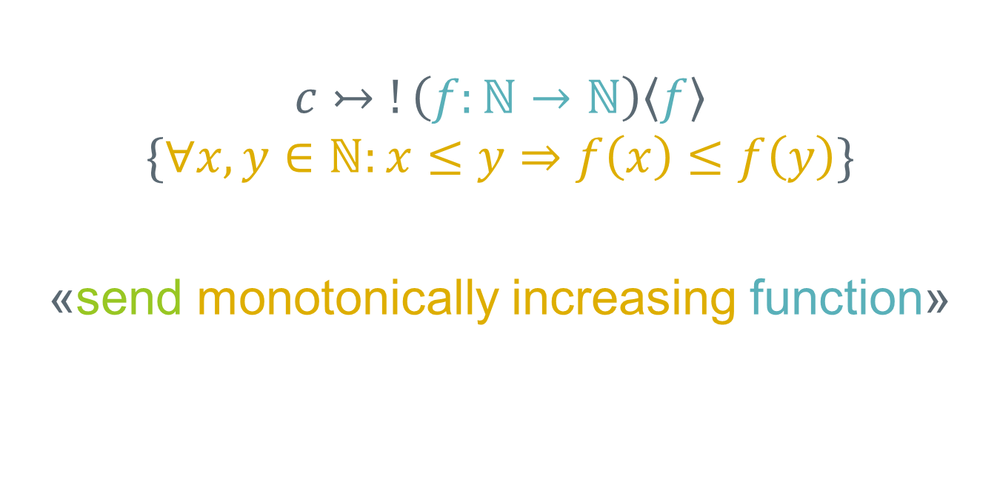 c ↣ ! (f: ℕ → ℕ)⟨f⟩
{∀x, y ∈ ℕ: x ≤ y ⇒ f(x) ≤ f(y)}
«send monotonically increasing function»